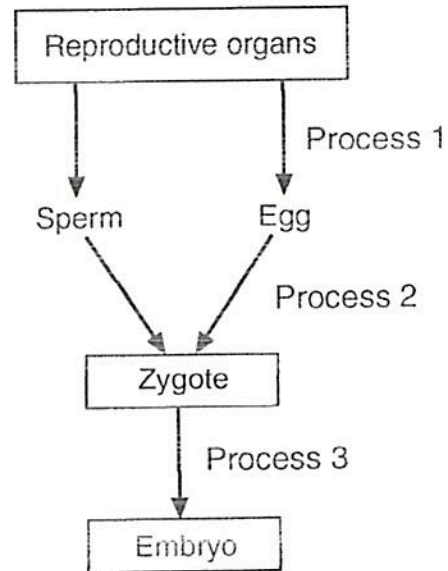 Reproductive organs
Process 1
Sperm
Egg
Process 2
Zygote
Process 3
Embryo